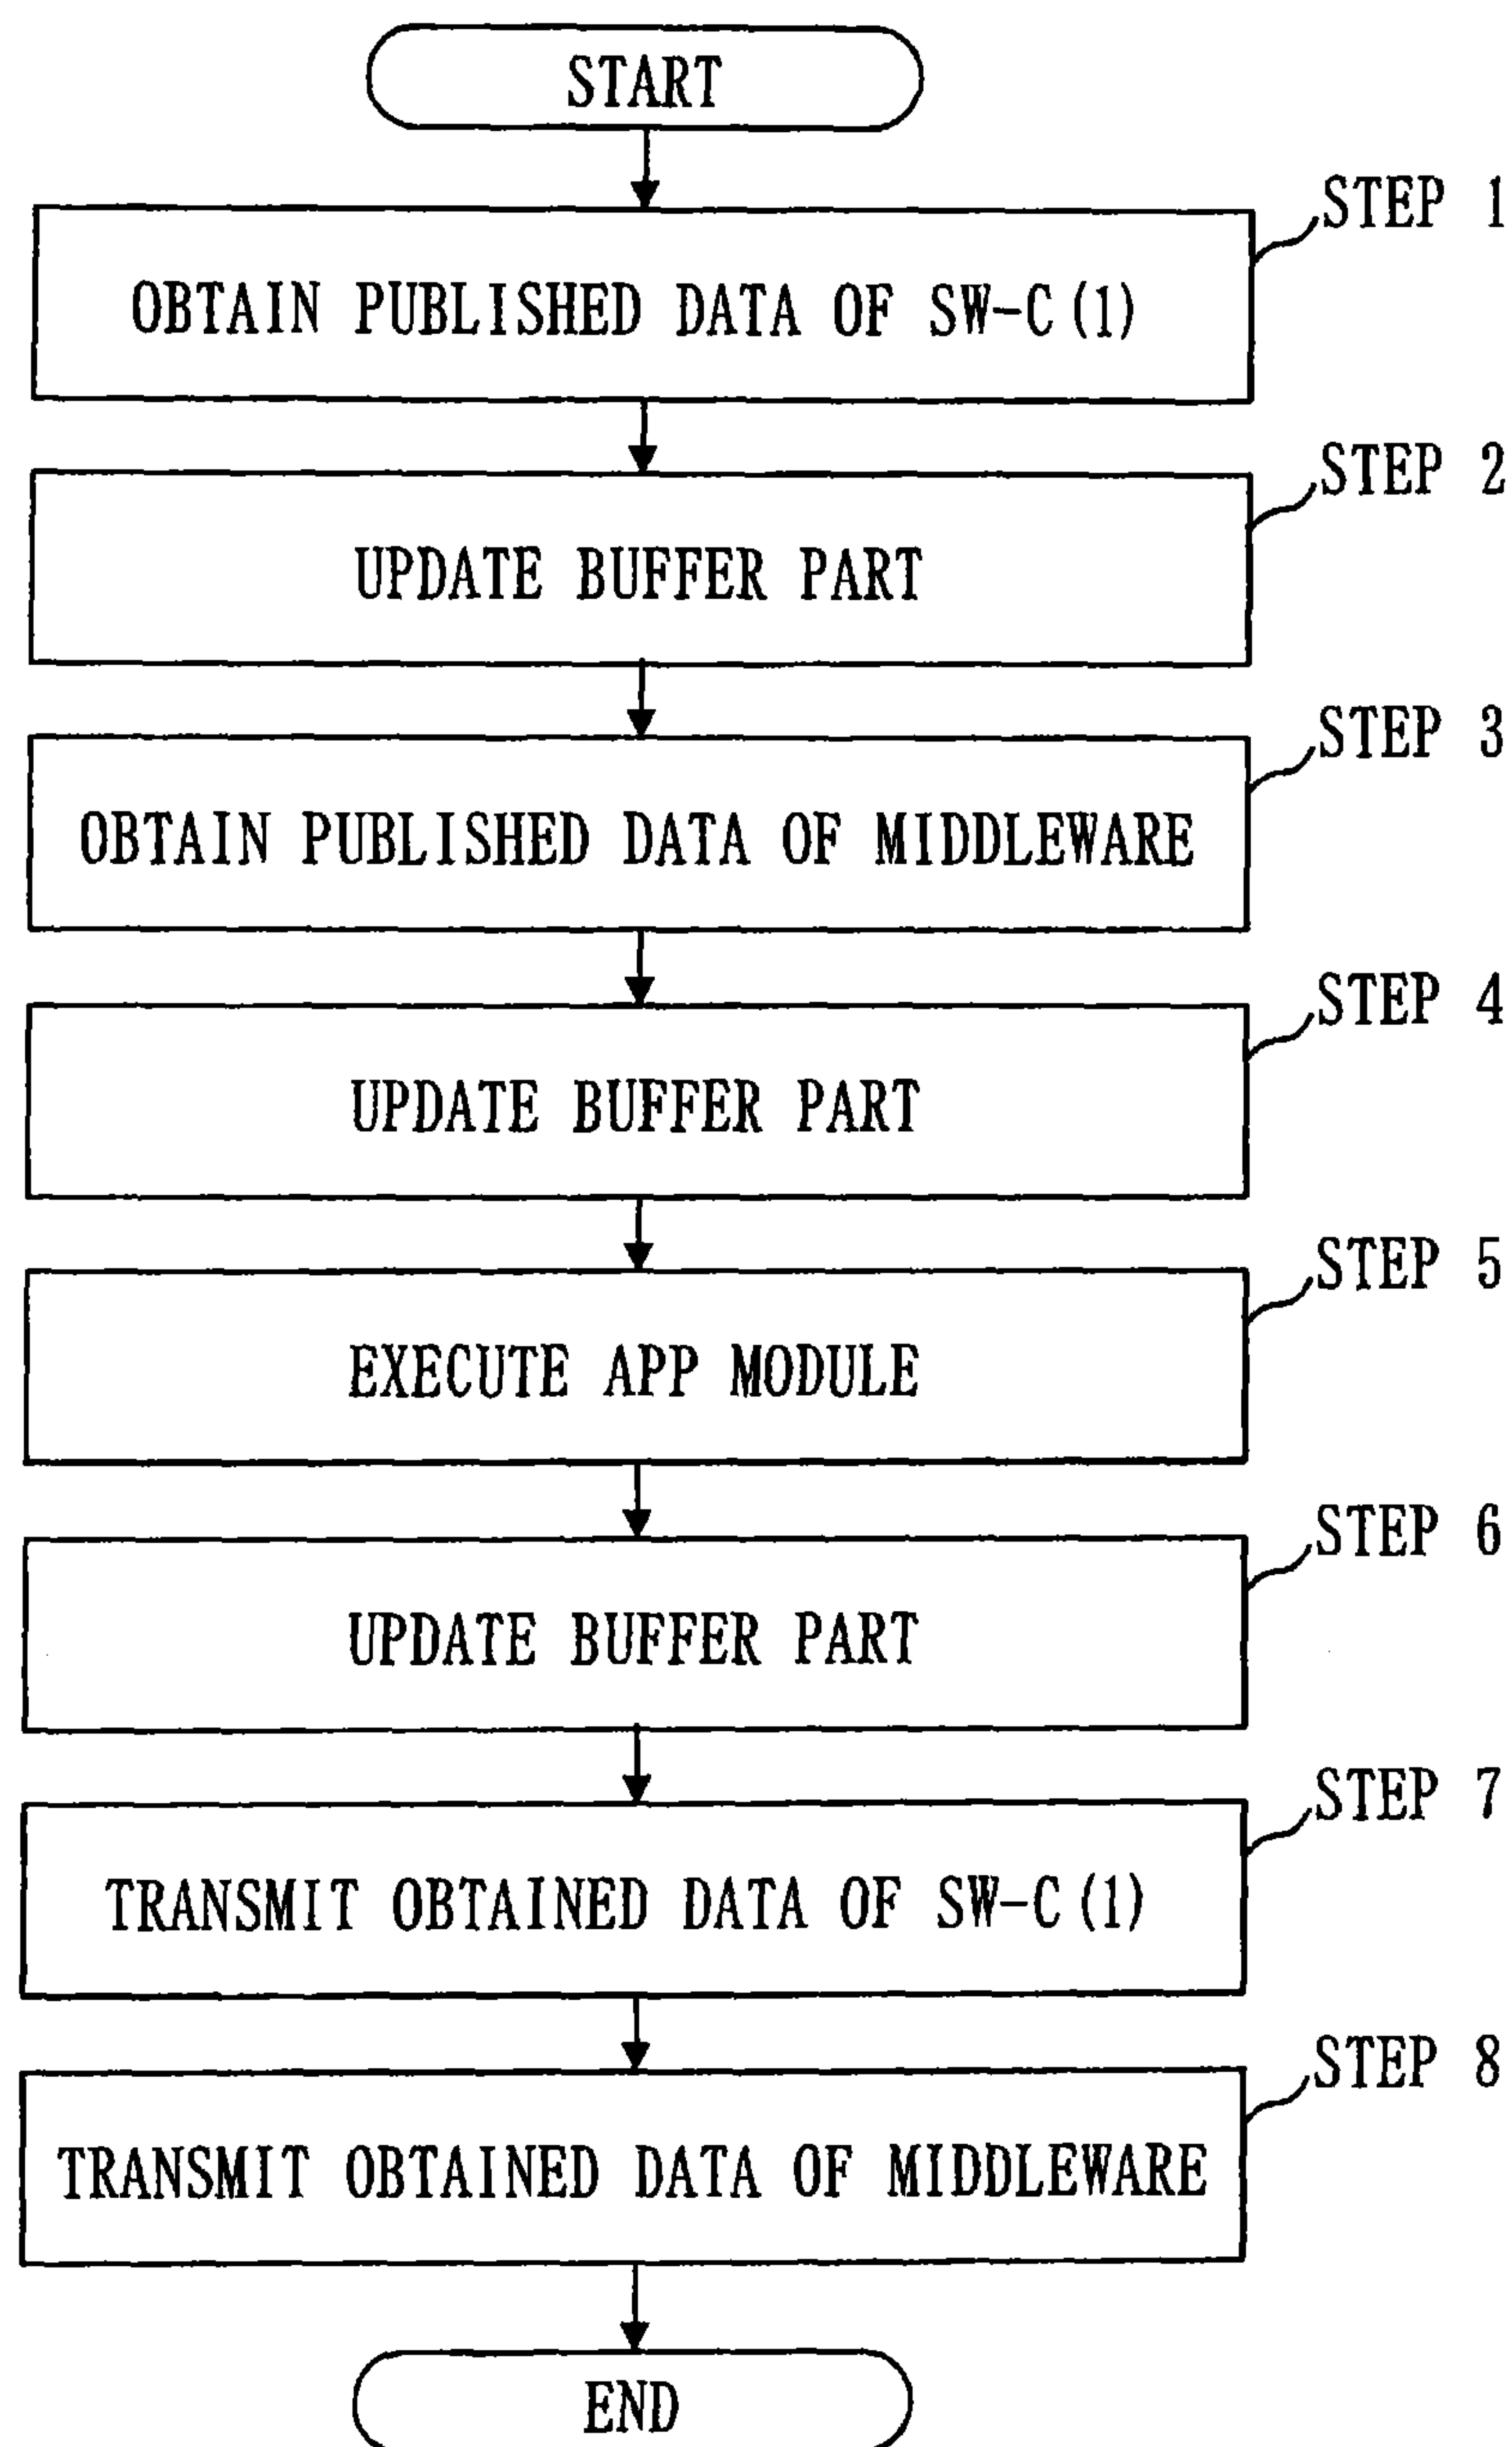 START
STEP 1
OBTAIN PUBLISHED DATA OF SW-C(1)
STEP 2
UPDATE BUFFER PART
STEP 3
OBTAIN PUBLISHED DATA OF MIDDLEWARE
STEP 4
UPDATE BUFFER PART
STEP 5
EXECUTE APP MODULE
STEP 6
UPDATE BUFFER PART
STEP 7
TRANSMIT OBTAINED DATA OF SW-C(1)
STEP 8
TRANSMIT OBTAINED DATA OF MIDDLEWARE
END